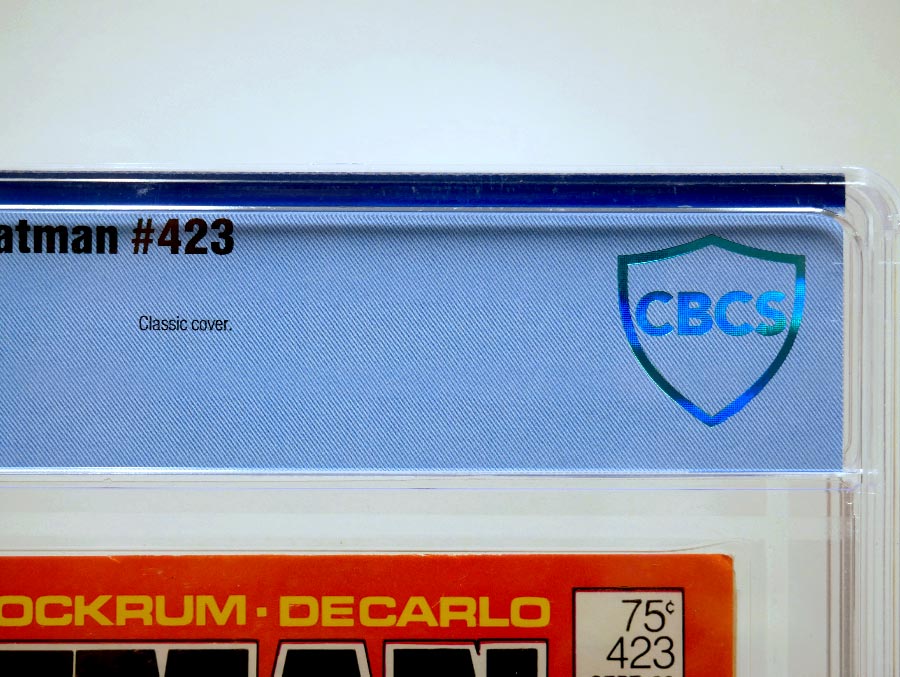 atman #423
Classic cover.
CBCS
OCKRUM · DECARLO
75¢
423